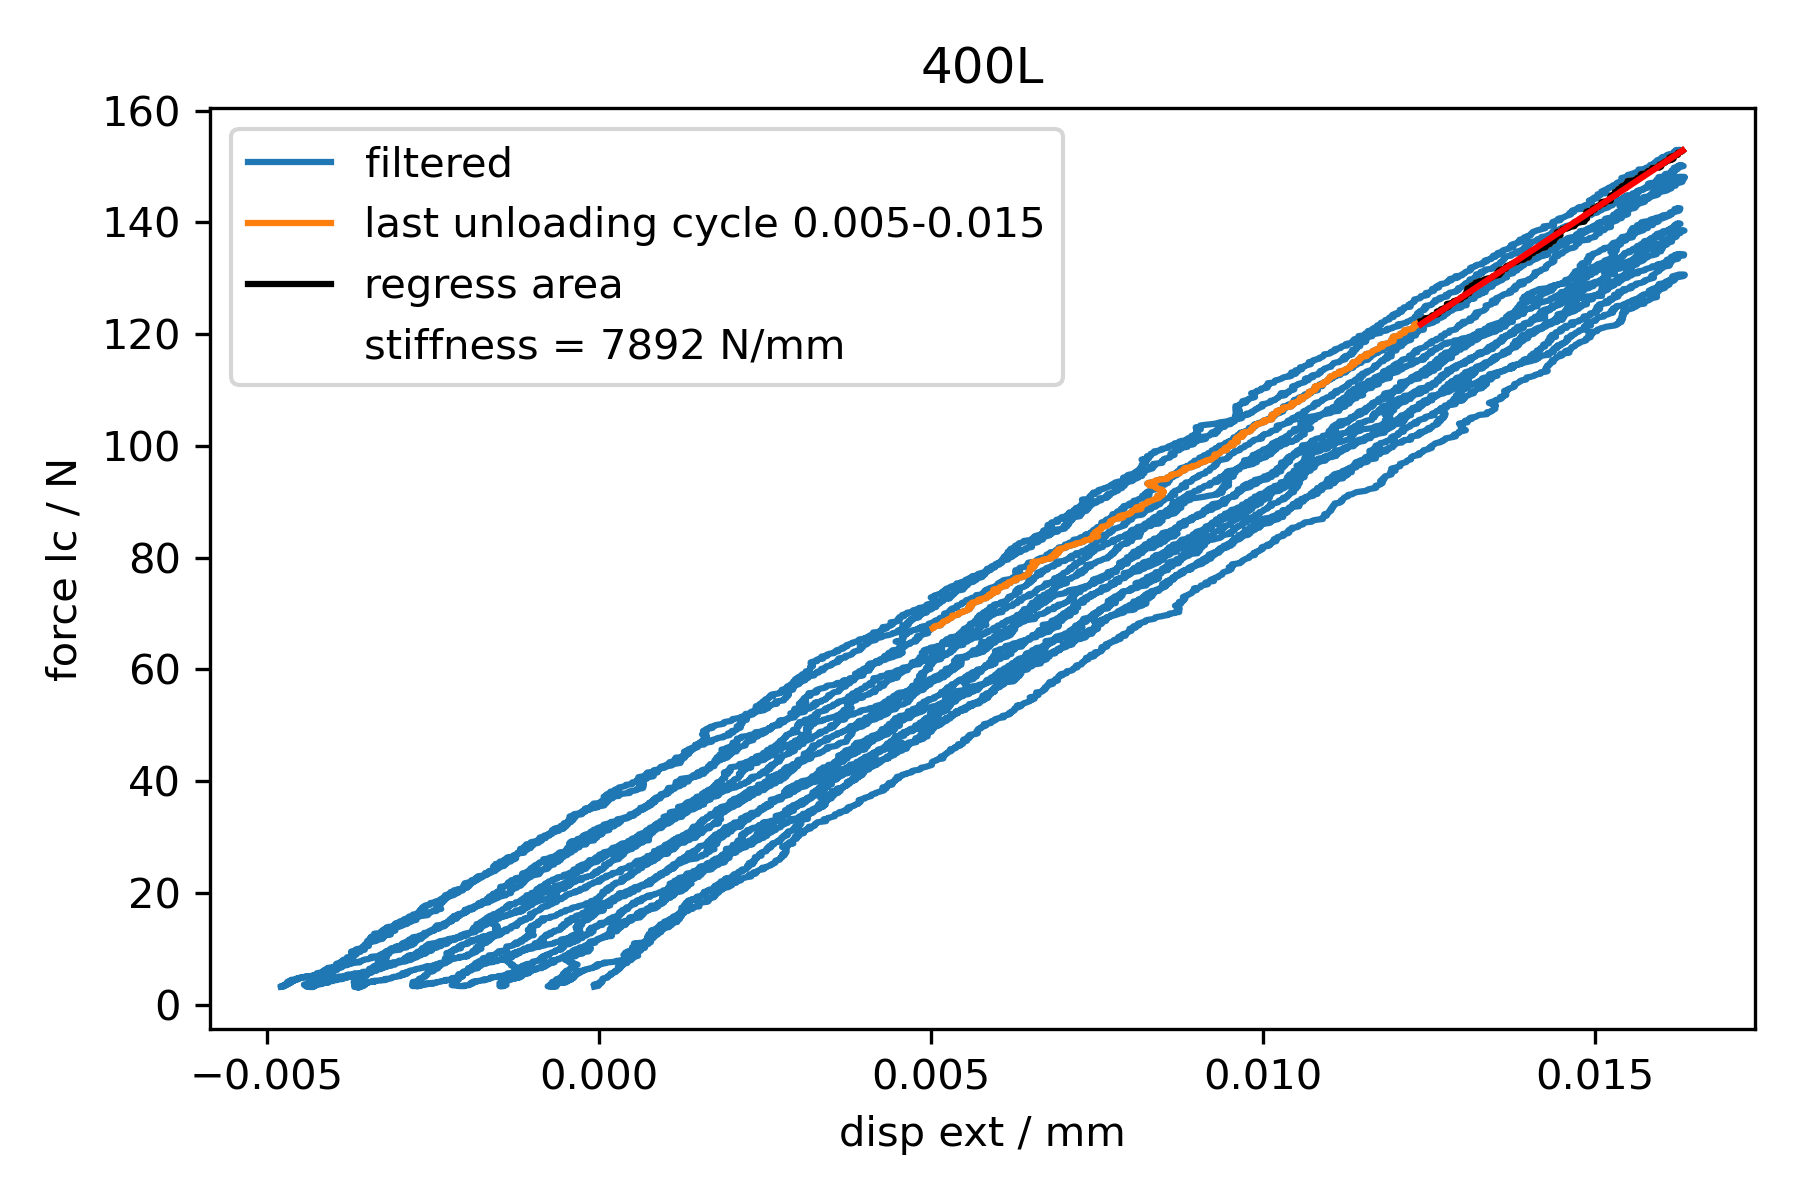 400L
160
140
120
100
80
60
40
20
0
force lc / N
filtered
last unloading cycle 0.005-0.015
regress area
stiffness = 7892 N/mm
−0.005 0.000 0.005 0.010 0.015
disp ext / mm